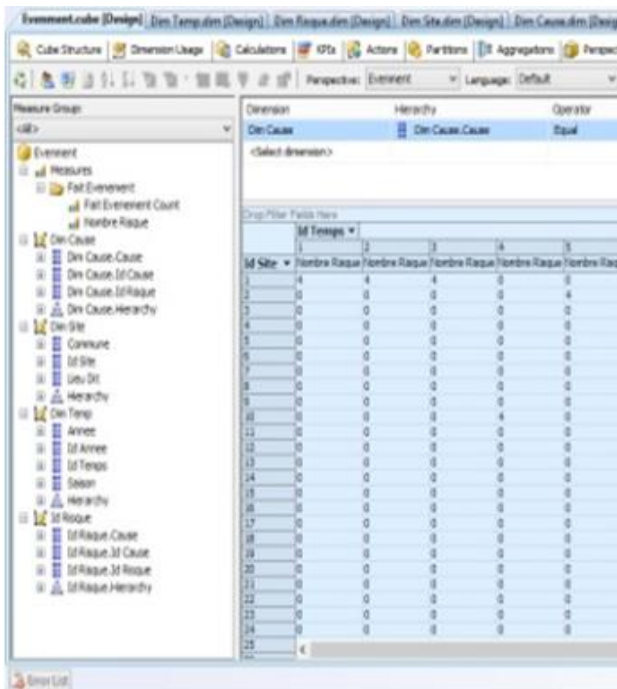 Evenment.cube [Design] Dim Temp.dim [Design] Dim Risque.dim [Design] Dim Site.dim [Design] Dim Cause.dim [Desig
Cube Structure Dimension Usage Calculations KPIs Actions Partitions Aggregations Perspec
Perspective: Evenment Language: Default
Measure Group:
<All>
Evenment
Measures
Fait Evenement
Fait Evenement Count
Nombre Risque
Dim Cause
Dim Cause.Cause
Dim Cause.Id Cause
Dim Cause.Id Risque
Dim Cause.Hierarchy
Dim Site
Commune
Id Site
Lieu Dit
Hierarchy
Dim Temp
Annee
Id Annee
Id Temps
Saison
Hierarchy
Id Risque
Id Risque.Cause
Id Risque.Id Cause
Id Risque.Id Risque
Id Risque.Hierarchy
Dimension Hierarchy Operator
Dim Cause Dim Cause.Cause Equal
<Select dimension>
Drop Filter Fields Here
Id Temps
1 2 3 4 5
Id Site Nombre Risque Nombre Risque Nombre Risque Nombre Risque Nombre Ris
1 4 4 4 0 0
2 0 0 0 0 4
3 0 0 0 0 0
4 0 0 0 0 0
5 0 0 0 0 0
6 0 0 0 0 0
7 0 0 0 0 0
8 0 0 0 0 0
9 0 0 0 0 0
10 0 0 0 4 0
11 0 0 0 0 0
12 0 0 0 0 0
13 0 0 0 0 0
14 0 0 0 0 0
15 0 0 0 0 0
16 0 0 0 0 0
17 0 0 0 0 0
18 0 0 0 0 0
19 0 0 0 0 0
20 0 0 0 0 0
21 0 0 0 0 0
22 0 0 0 0 0
23 0 0 0 0 0
24 0 0 0 0 0
25
Error List